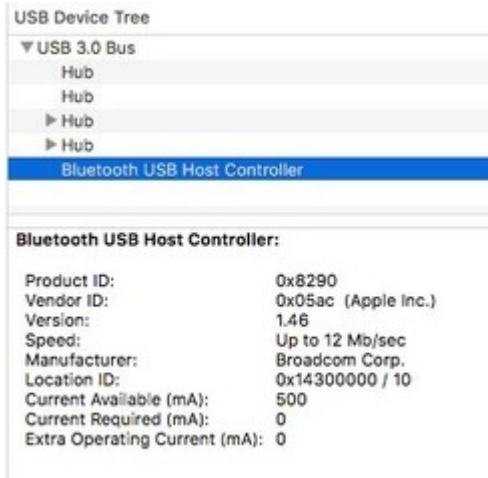 USB Device Tree
▼USB 3.0 Bus
Hub
Hub
▶Hub
▶Hub
Bluetooth USB Host Controller
Bluetooth USB Host Controller:
Product ID: 0x8290
Vendor ID: 0x05ac (Apple Inc.)
Version: 1.46
Speed: Up to 12 Mb/sec
Manufacturer: Broadcom Corp.
Location ID: 0x14300000 / 10
Current Available (mA): 500
Current Required (mA): 0
Extra Operating Current (mA): 0